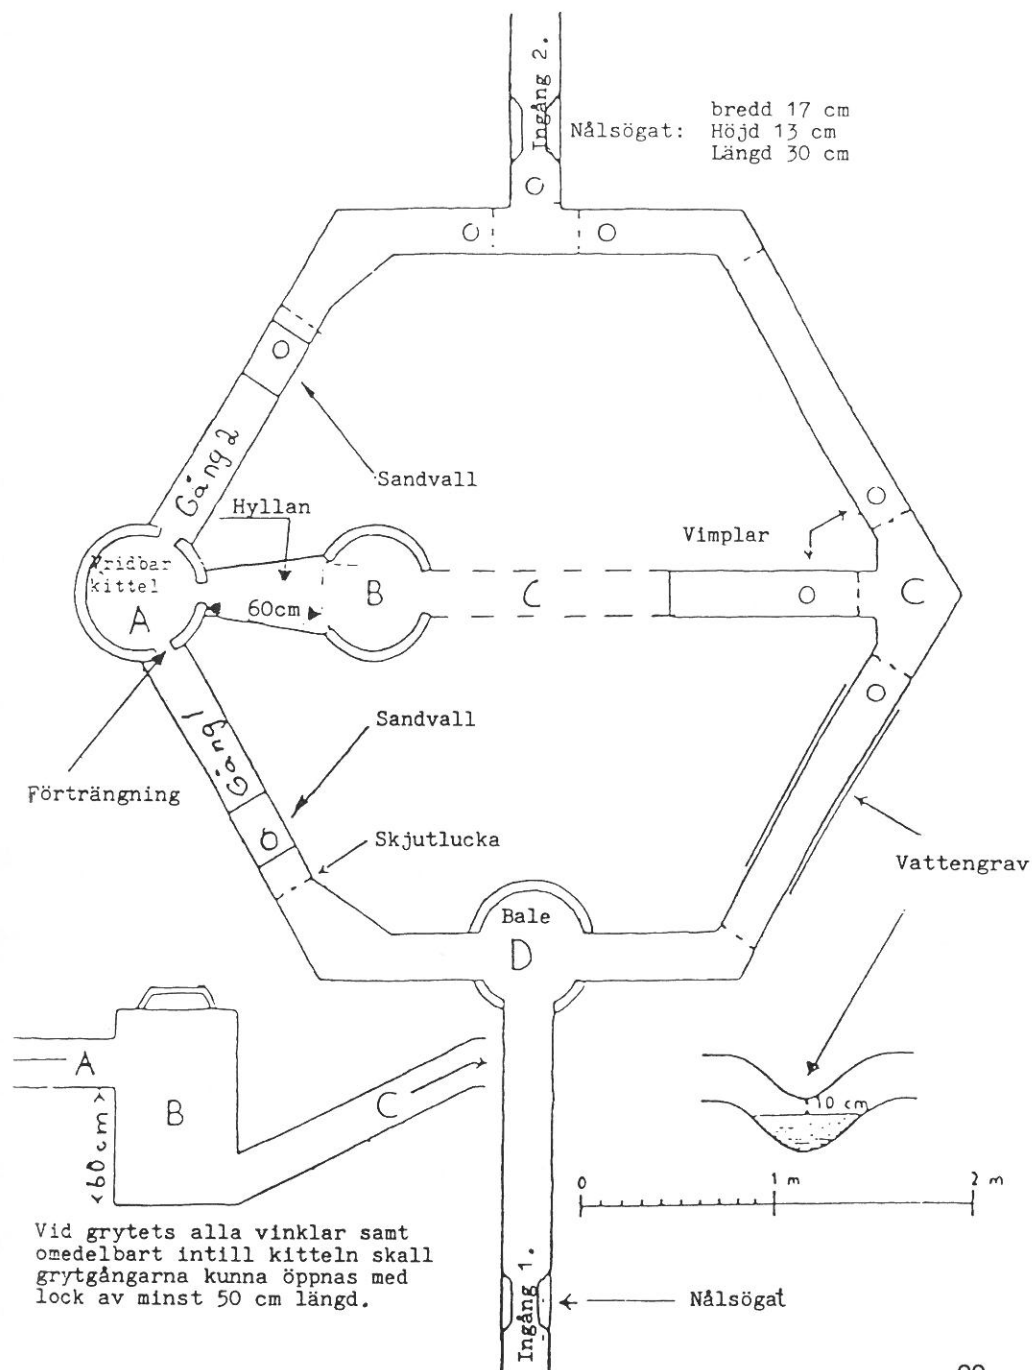 Ingång 2.
bredd 17 cm
Nålsögat: Höjd 13 cm
Längd 30 cm
Gång 2
Sandvall
Hyllan
Vimplar
Vridbar
kittel
A
60cm
B
C
C
Gång 1
Sandvall
Förträngning
Skjutlucka
Vattengrav
Bale
D
A
B
C
<60cm>
10 cm
0 1 m 2 m
Vid grytets alla vinklar samt
omedelbart intill kitteln skall
grytgångarna kunna öppnas med
lock av minst 50 cm längd.
Ingång 1.
Nålsögat